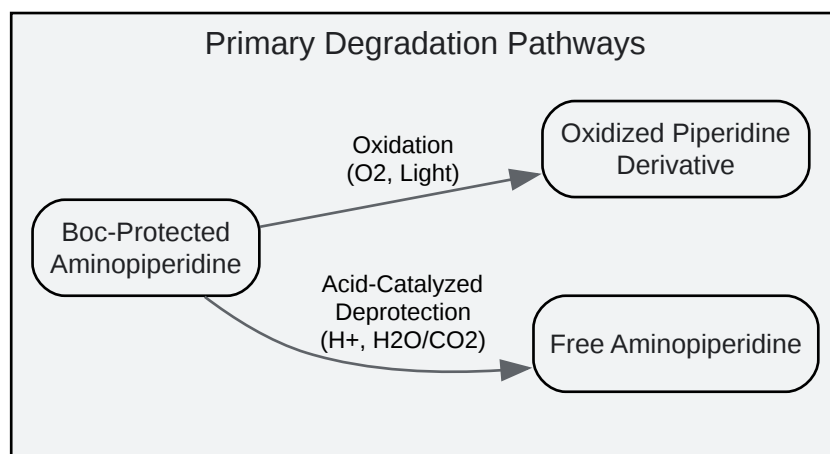 Primary Degradation Pathways
Oxidation
(O2, Light)
Oxidized Piperidine
Derivative
Boc-Protected
Aminopiperidine
Acid-Catalyzed
Deprotection
(H+, H2O/CO2)
Free Aminopiperidine